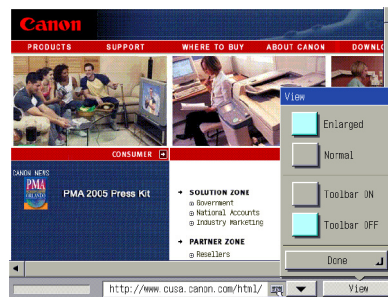 Canon
PRODUCTS SUPPORT WHERE TO BUY ABOUT CANON DOWNL
View
Enlarged
Normal
CONSUMER
CANON NEWS
PMA
ORLANDO
PMA 2005 Press Kit
SOLUTION ZONE
Government
National Accounts
Industry Marketing
PARTNER ZONE
Resellers
Toolbar ON
Toolbar OFF
Done
http://www.cusa.canon.com/html/
View